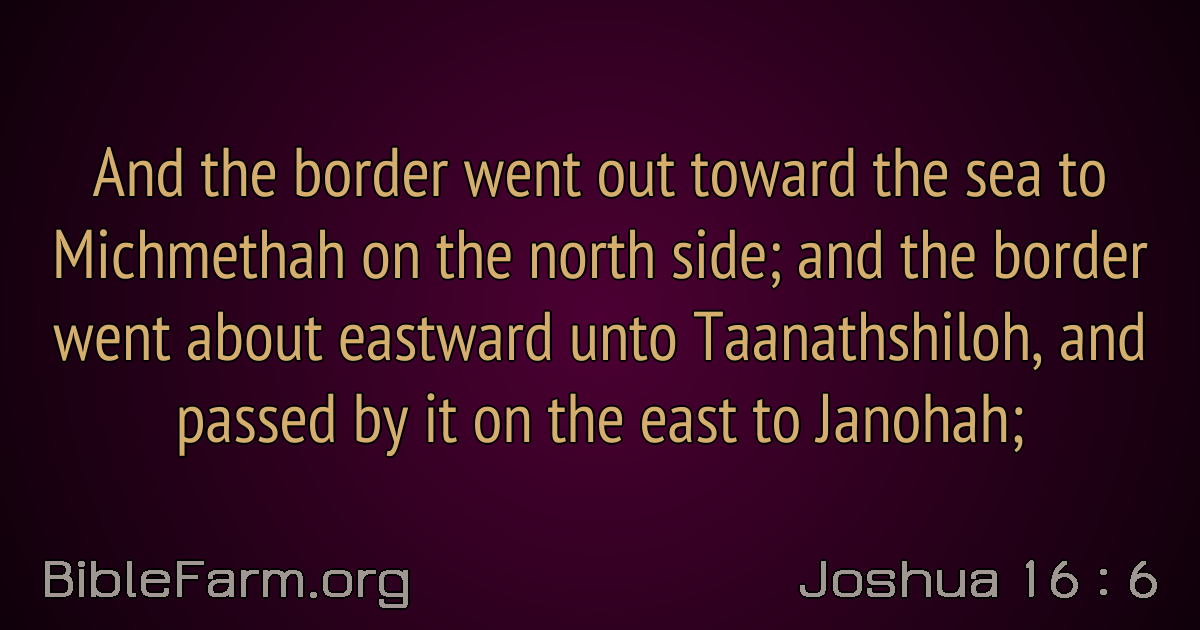 And the border went out toward the sea to
Michmethah on the north side; and the border
went about eastward unto Taanathshiloh, and
passed by it on the east to Janohah;
BibleFarm.org
Joshua 16 : 6